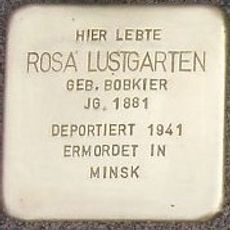 HIER LEBTE
ROSA LUSTGARTEN
GEB. BOBKIER
JG. 1881
DEPORTIERT 1941
ERMORDET IN
MINSK